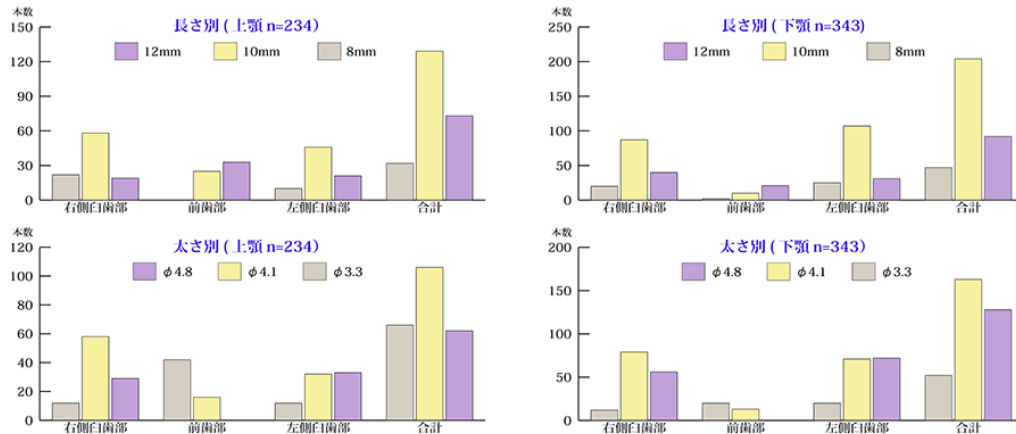 本数
長さ別 ( 上顎 n=234)
12mm 10mm 8mm
150
120
90
60
30
0
右側臼歯部 前歯部 左側臼歯部 合計
本数
長さ別 ( 下顎 n=343)
12mm 10mm 8mm
250
200
150
100
50
0
右側臼歯部 前歯部 左側臼歯部 合計
本数
太さ別 ( 上顎 n=234)
φ4.8 φ4.1 φ3.3
120
100
80
60
40
20
0
右側臼歯部 前歯部 左側臼歯部 合計
本数
太さ別 ( 下顎 n=343)
φ4.8 φ4.1 φ3.3
200
150
100
50
0
右側臼歯部 前歯部 左側臼歯部 合計